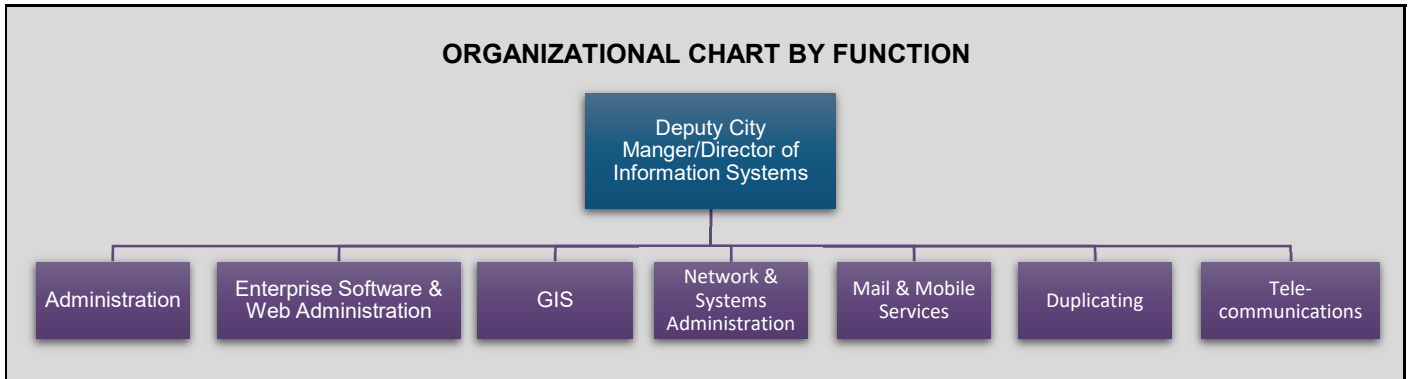 ORGANIZATIONAL CHART BY FUNCTION
Deputy City
Manger/Director of
Information Systems
Administration
Enterprise Software &
Web Administration
GIS
Network &
Systems
Administration
Mail & Mobile
Services
Duplicating
Tele-
communications